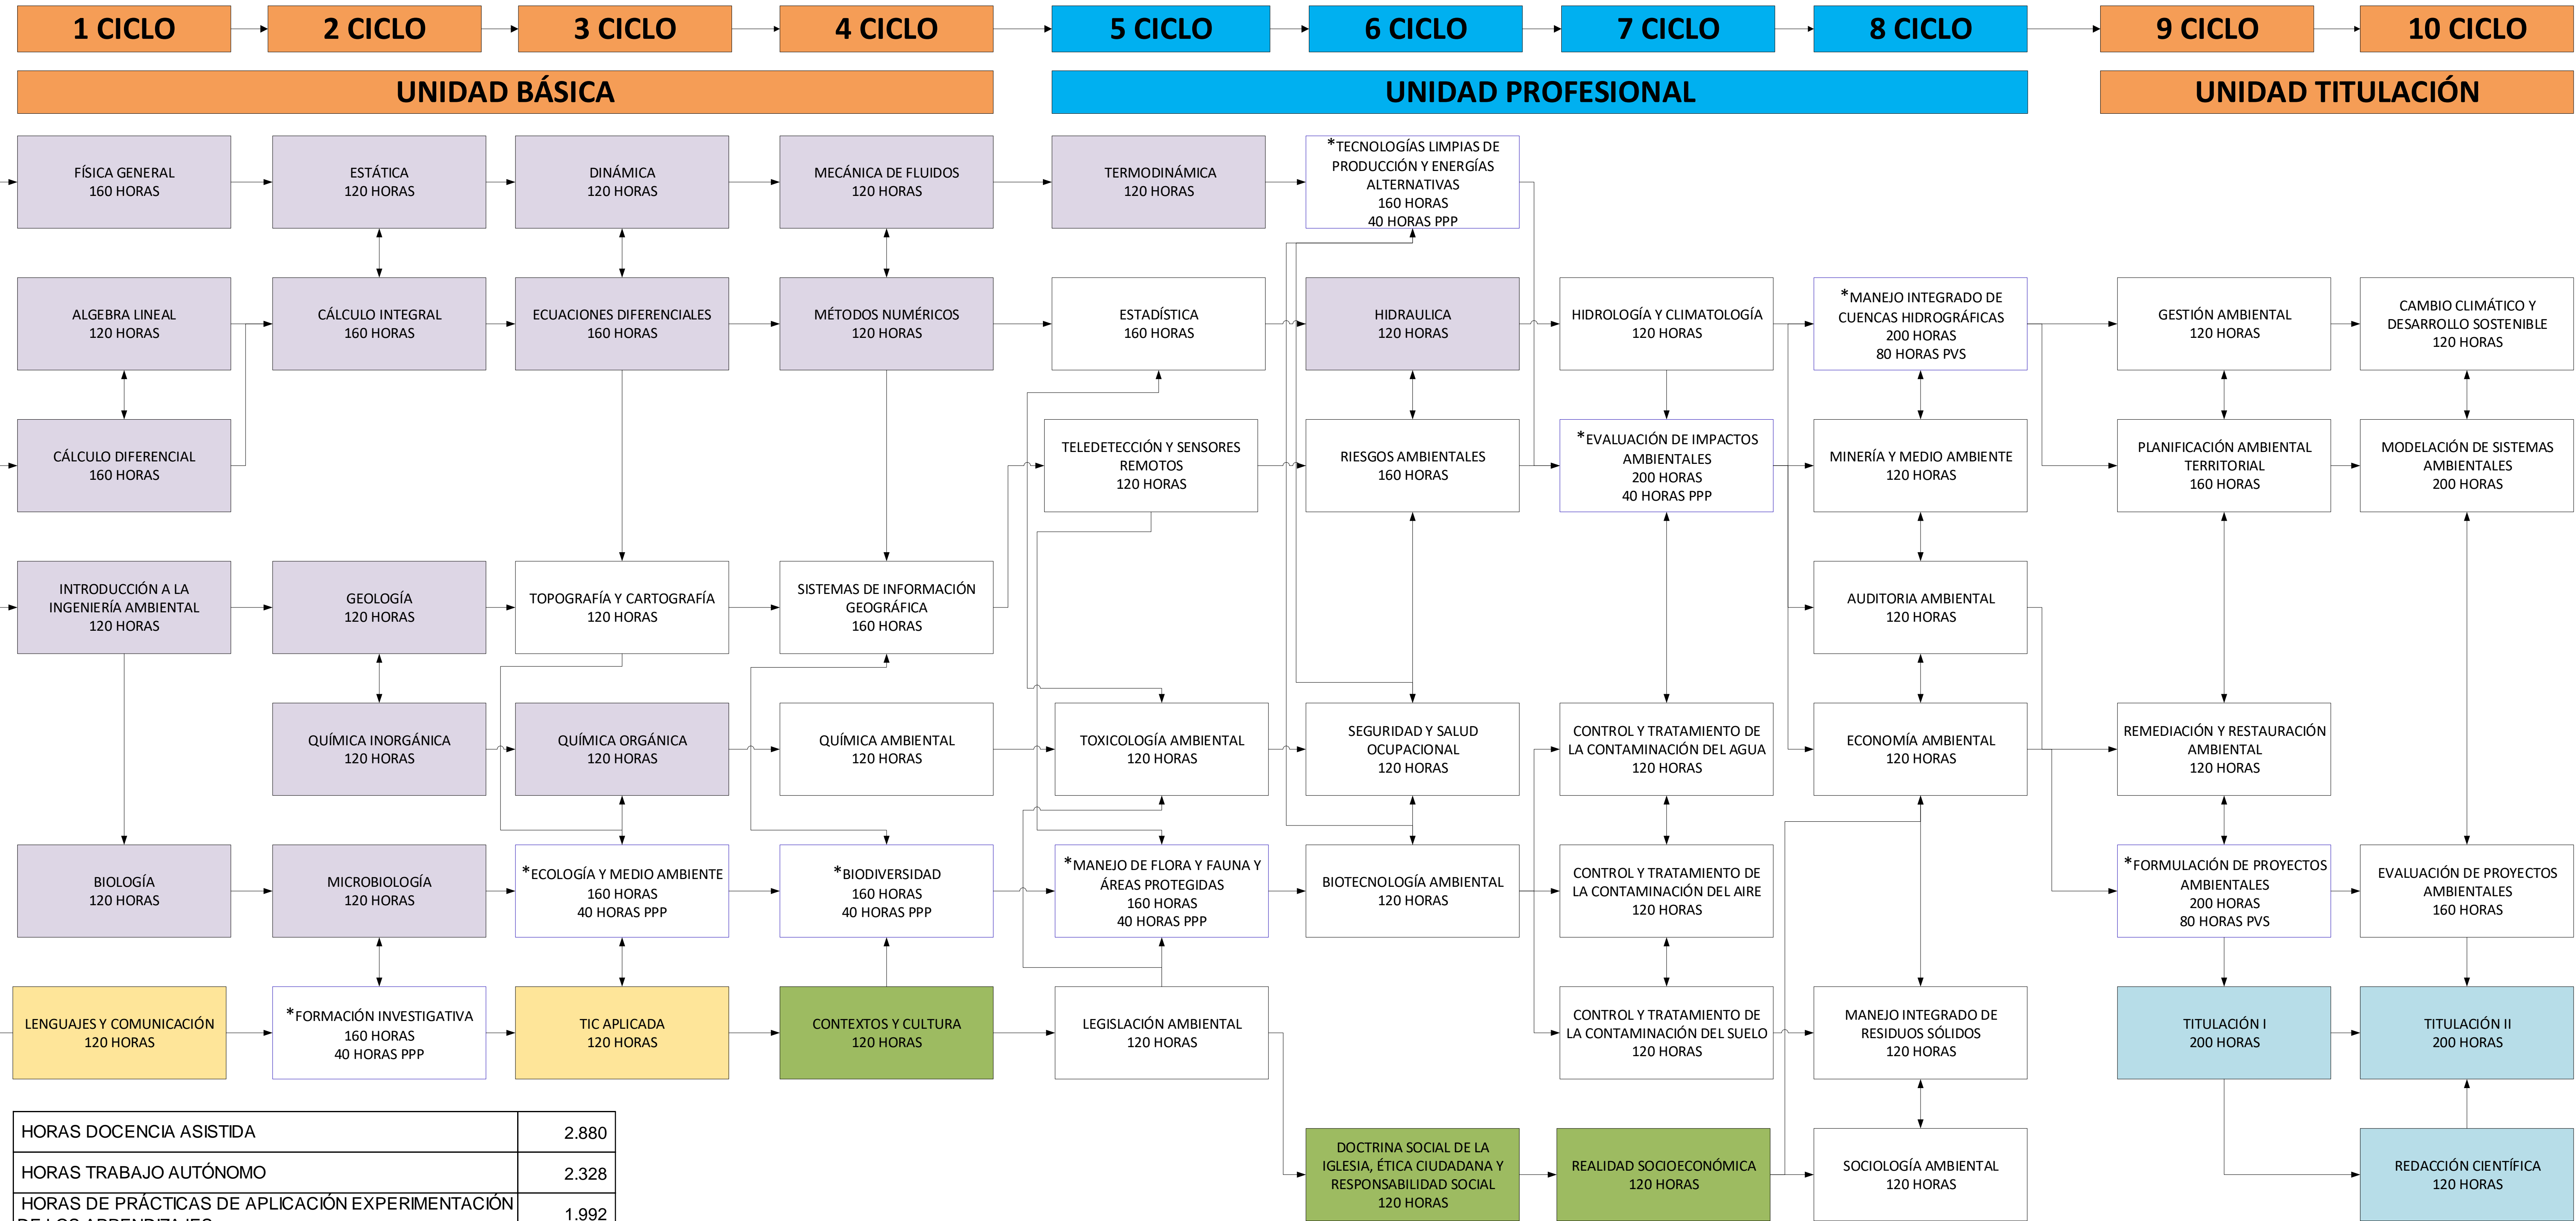 1 CICLO
2 CICLO
3 CICLO
4 CICLO
5 CICLO
6 CICLO
7 CICLO
8 CICLO
9 CICLO
10 CICLO
UNIDAD BÁSICA
UNIDAD PROFESIONAL
UNIDAD TITULACIÓN
FÍSICA GENERAL
160 HORAS
ESTÁTICA
120 HORAS
DINÁMICA
120 HORAS
MECÁNICA DE FLUIDOS
120 HORAS
TERMODINÁMICA
120 HORAS
*TECNOLOGÍAS LIMPIAS DE
PRODUCCIÓN Y ENERGÍAS
ALTERNATIVAS
160 HORAS
40 HORAS PPP
ALGEBRA LINEAL
120 HORAS
CÁLCULO INTEGRAL
160 HORAS
ECUACIONES DIFERENCIALES
160 HORAS
MÉTODOS NUMÉRICOS
120 HORAS
ESTADÍSTICA
160 HORAS
HIDRAULICA
120 HORAS
HIDROLOGÍA Y CLIMATOLOGÍA
120 HORAS
*MANEJO INTEGRADO DE
CUENCAS HIDROGRÁFICAS
200 HORAS
80 HORAS PVS
GESTIÓN AMBIENTAL
120 HORAS
CAMBIO CLIMÁTICO Y
DESARROLLO SOSTENIBLE
120 HORAS
CÁLCULO DIFERENCIAL
160 HORAS
TELEDETECCIÓN Y SENSORES
REMOTOS
120 HORAS
RIESGOS AMBIENTALES
160 HORAS
*EVALUACIÓN DE IMPACTOS
AMBIENTALES
200 HORAS
40 HORAS PPP
MINERÍA Y MEDIO AMBIENTE
120 HORAS
PLANIFICACIÓN AMBIENTAL
TERRITORIAL
160 HORAS
MODELACIÓN DE SISTEMAS
AMBIENTALES
200 HORAS
INTRODUCCIÓN A LA
INGENIERÍA AMBIENTAL
120 HORAS
GEOLOGÍA
120 HORAS
TOPOGRAFÍA Y CARTOGRAFÍA
120 HORAS
SISTEMAS DE INFORMACIÓN
GEOGRÁFICA
160 HORAS
AUDITORIA AMBIENTAL
120 HORAS
QUÍMICA INORGÁNICA
120 HORAS
QUÍMICA ORGÁNICA
120 HORAS
QUÍMICA AMBIENTAL
120 HORAS
TOXICOLOGÍA AMBIENTAL
120 HORAS
SEGURIDAD Y SALUD
OCUPACIONAL
120 HORAS
CONTROL Y TRATAMIENTO DE
LA CONTAMINACIÓN DEL AGUA
120 HORAS
ECONOMÍA AMBIENTAL
120 HORAS
REMEDIACIÓN Y RESTAURACIÓN
AMBIENTAL
120 HORAS
BIOLOGÍA
120 HORAS
MICROBIOLOGÍA
120 HORAS
*ECOLOGÍA Y MEDIO AMBIENTE
160 HORAS
40 HORAS PPP
*BIODIVERSIDAD
160 HORAS
40 HORAS PPP
*MANEJO DE FLORA Y FAUNA Y
ÁREAS PROTEGIDAS
160 HORAS
40 HORAS PPP
BIOTECNOLOGÍA AMBIENTAL
120 HORAS
CONTROL Y TRATAMIENTO DE
LA CONTAMINACIÓN DEL AIRE
120 HORAS
*FORMULACIÓN DE PROYECTOS
AMBIENTALES
200 HORAS
80 HORAS PVS
EVALUACIÓN DE PROYECTOS
AMBIENTALES
160 HORAS
LENGUAJES Y COMUNICACIÓN
120 HORAS
*FORMACIÓN INVESTIGATIVA
160 HORAS
40 HORAS PPP
TIC APLICADA
120 HORAS
CONTEXTOS Y CULTURA
120 HORAS
LEGISLACIÓN AMBIENTAL
120 HORAS
CONTROL Y TRATAMIENTO DE
LA CONTAMINACIÓN DEL SUELO
120 HORAS
MANEJO INTEGRADO DE
RESIDUOS SÓLIDOS
120 HORAS
TITULACIÓN I
200 HORAS
TITULACIÓN II
200 HORAS
DOCTRINA SOCIAL DE LA
IGLESIA, ÉTICA CIUDADANA Y
RESPONSABILIDAD SOCIAL
120 HORAS
REALIDAD SOCIOECONÓMICA
120 HORAS
SOCIOLOGÍA AMBIENTAL
120 HORAS
REDACCIÓN CIENTÍFICA
120 HORAS
HORAS DOCENCIA ASISTIDA 2.880
HORAS TRABAJO AUTÓNOMO 2.328
HORAS DE PRÁCTICAS DE APLICACIÓN EXPERIMENTACIÓN 1.992